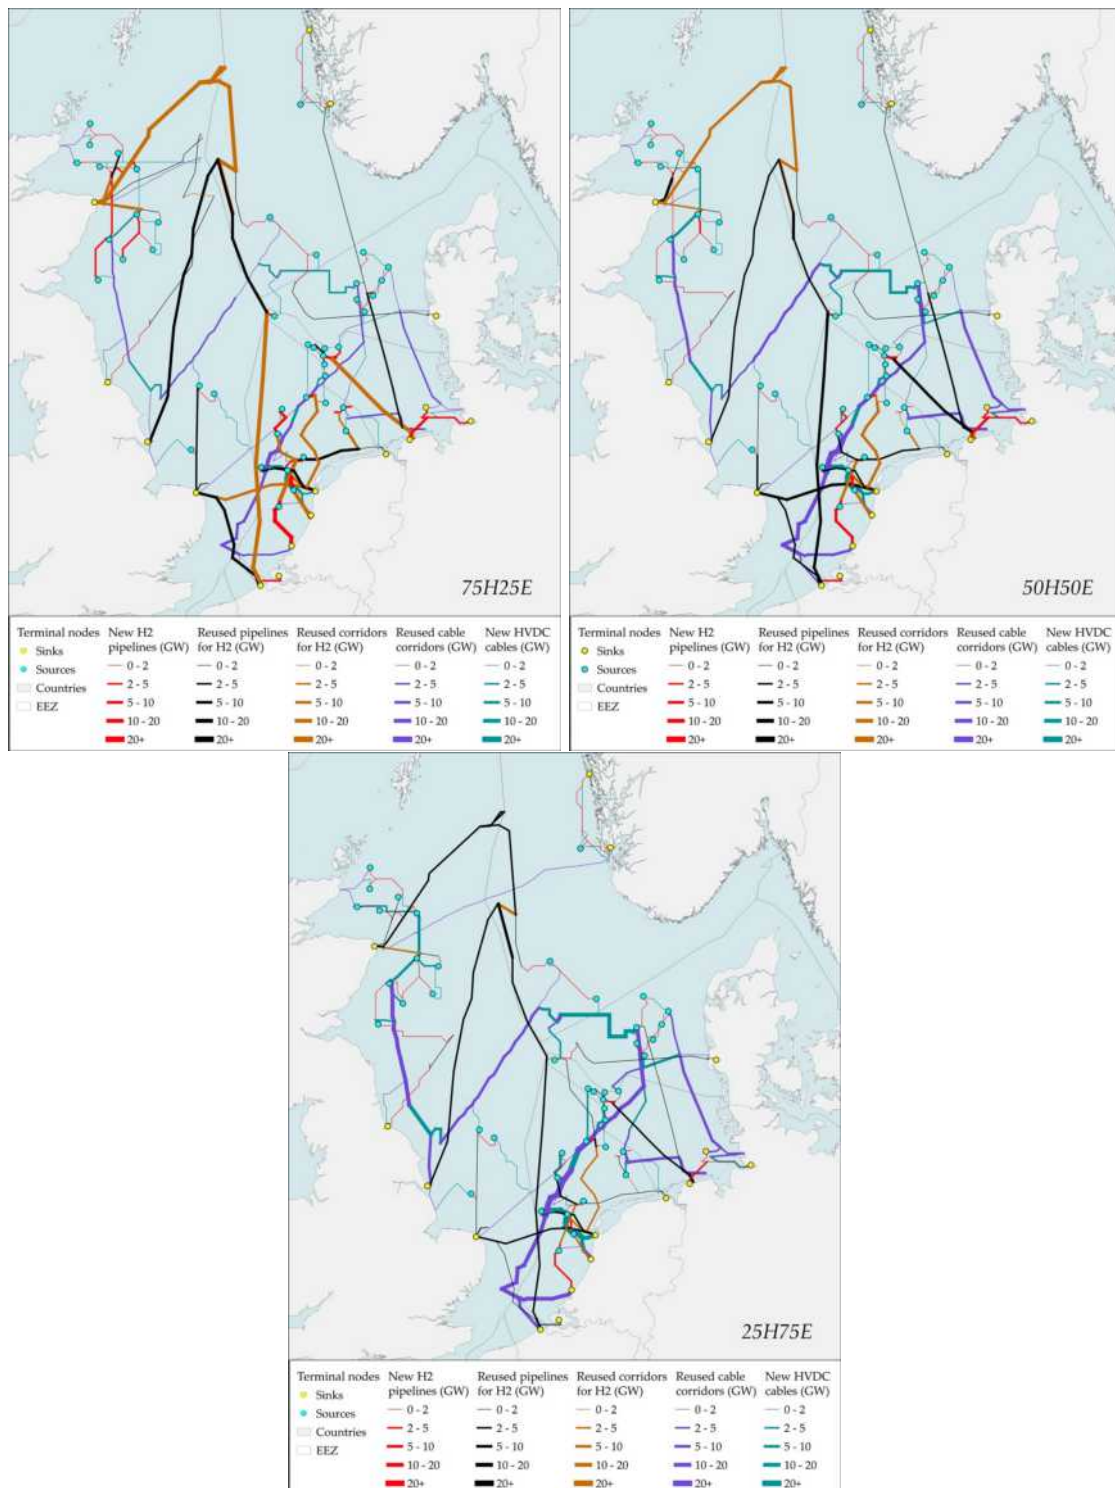 75H25E
Terminal nodes New H2 Reused pipelines Reused corridors Reused cable New HVDC
Sinks pipelines (GW) for H2 (GW) for H2 (GW) corridors (GW) cables (GW)
Sources 0 - 2 0 - 2 0 - 2 0 - 2 0 - 2
2 - 5 2 - 5 2 - 5 2 - 5 2 - 5
Countries 5 - 10 5 - 10 5 - 10 5 - 10 5 - 10
EEZ 10 - 20 10 - 20 10 - 20 10 - 20 10 - 20
20+ 20+ 20+ 20+ 20+
50H50E
Terminal nodes New H2 Reused pipelines Reused corridors Reused cable New HVDC
Sinks pipelines (GW) for H2 (GW) for H2 (GW) corridors (GW) cables (GW)
Sources 0 - 2 0 - 2 0 - 2 0 - 2 0 - 2
2 - 5 2 - 5 2 - 5 2 - 5 2 - 5
Countries 5 - 10 5 - 10 5 - 10 5 - 10 5 - 10
EEZ 10 - 20 10 - 20 10 - 20 10 - 20 10 - 20
20+ 20+ 20+ 20+ 20+
25H75E
Terminal nodes New H2 Reused pipelines Reused corridors Reused cable New HVDC
Sinks pipelines (GW) for H2 (GW) for H2 (GW) corridors (GW) cables (GW)
Sources 0 - 2 0 - 2 0 - 2 0 - 2 0 - 2
2 - 5 2 - 5 2 - 5 2 - 5 2 - 5
Countries 5 - 10 5 - 10 5 - 10 5 - 10 5 - 10
EEZ 10 - 20 10 - 20 10 - 20 10 - 20 10 - 20
20+ 20+ 20+ 20+ 20+